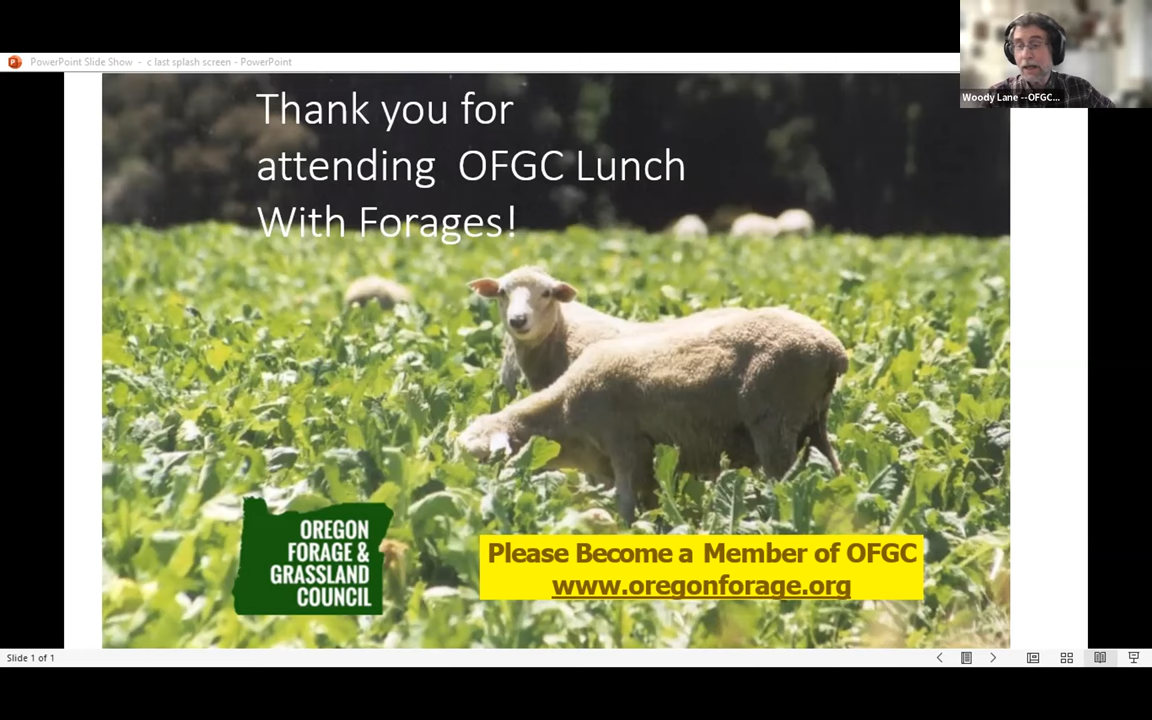 PowerPoint Slide Show - c last splash screen - PowerPoint
Woody Lane --OFGC...
Thank you for
attending OFGC Lunch
With Forages!
OREGON
FORAGE &
GRASSLAND
COUNCIL
Please Become a Member of OFGC
www.oregonforage.org
Slide 1 of 1